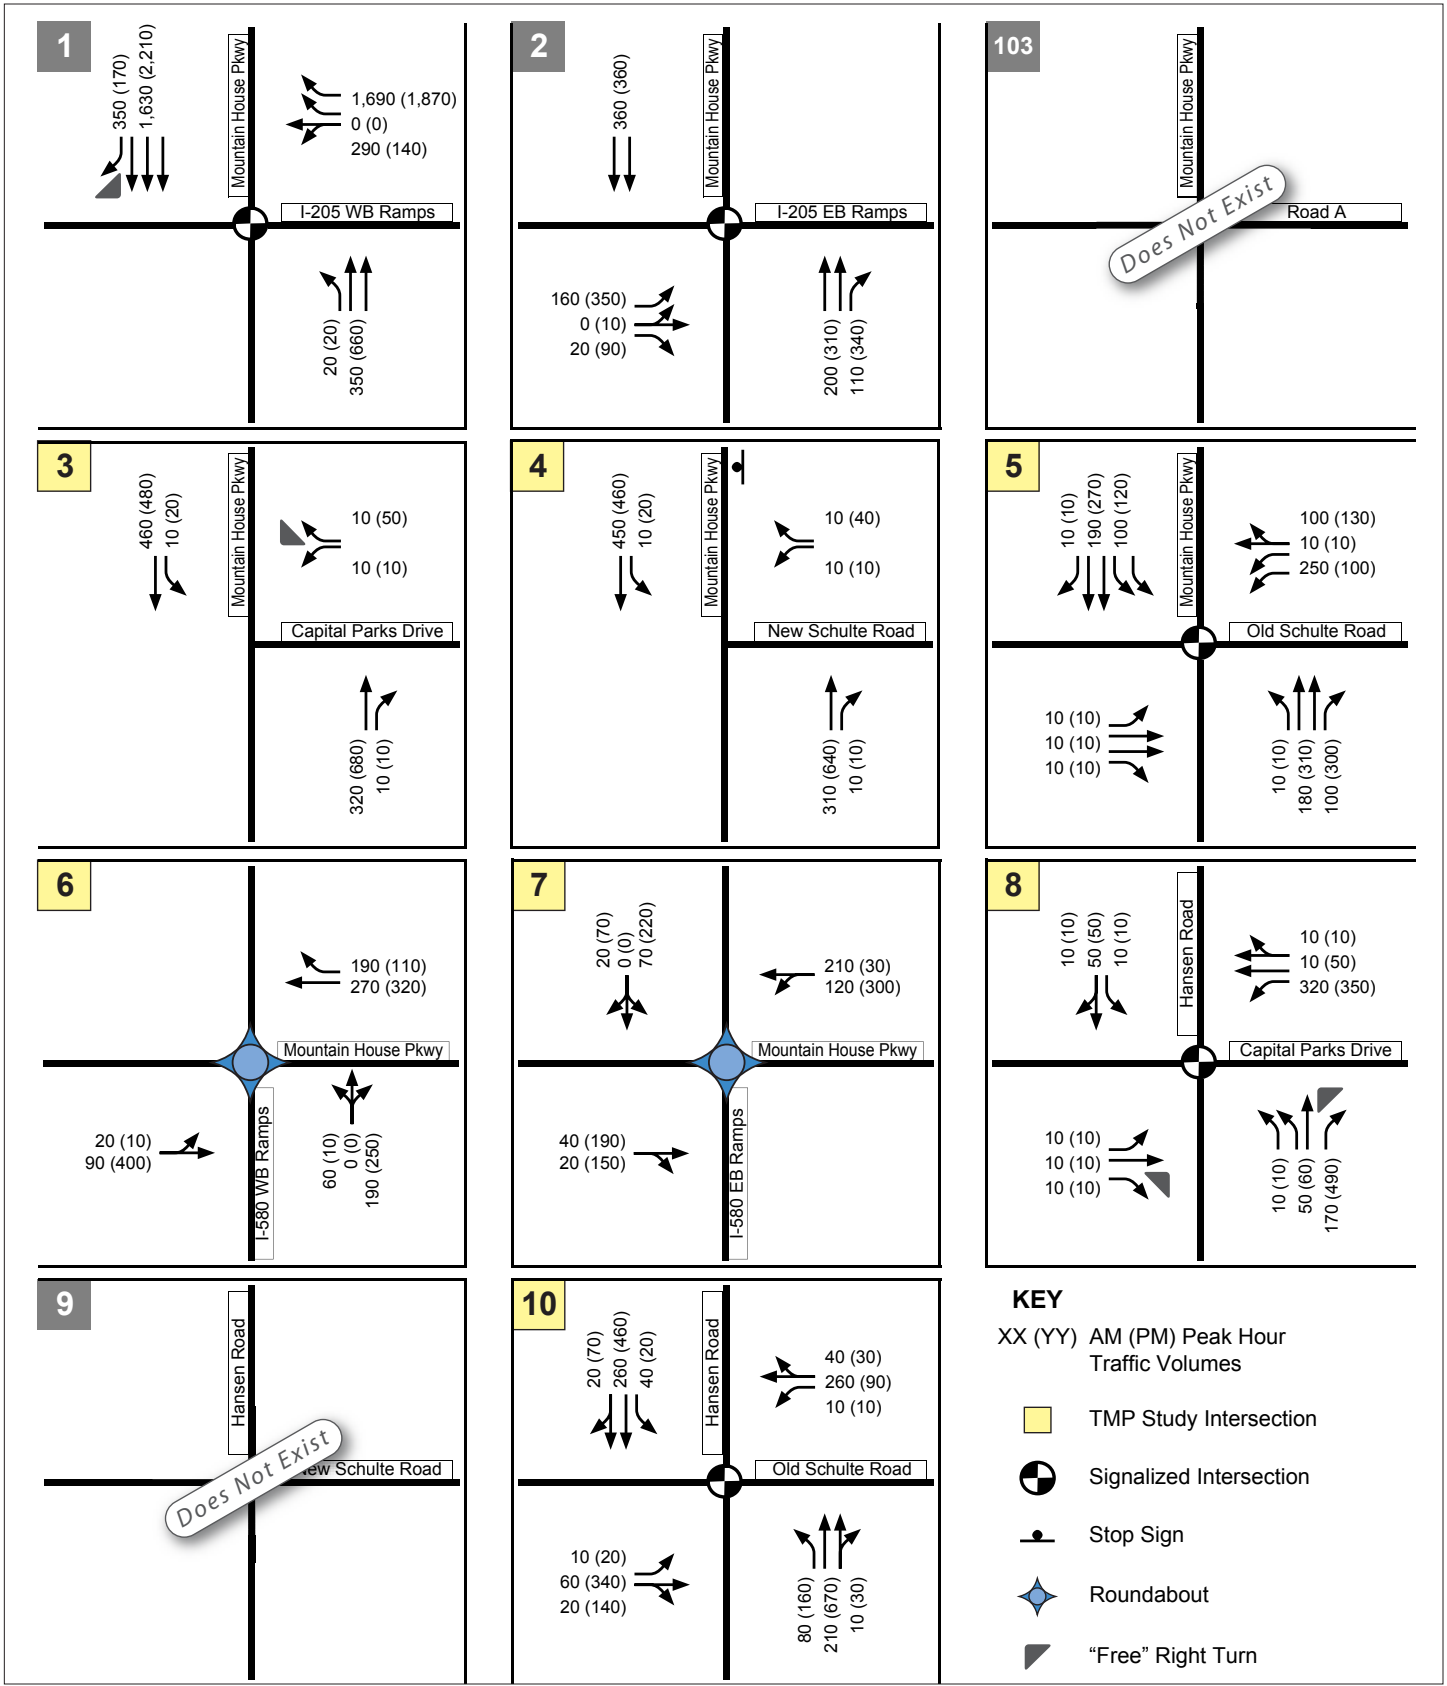 1
350 (170)
1,630 (2,210)
Mountain House Pkwy
1,690 (1,870)
0 (0)
290 (140)
I-205 WB Ramps
20 (20)
350 (660)
2
360 (360)
Mountain House Pkwy
I-205 EB Ramps
160 (350)
0 (10)
20 (90)
200 (310)
110 (340)
103
Mountain House Pkwy
Road A
Does Not Exist
3
460 (480)
10 (20)
Mountain House Pkwy
10 (50)
10 (10)
Capital Parks Drive
320 (680)
10 (10)
4
450 (460)
10 (20)
Mountain House Pkwy
10 (40)
10 (10)
New Schulte Road
310 (640)
10 (10)
5
10 (10)
190 (270)
100 (120)
Mountain House Pkwy
100 (130)
10 (10)
250 (100)
Old Schulte Road
10 (10)
10 (10)
10 (10)
10 (10)
180 (310)
100 (300)
6
190 (110)
270 (320)
Mountain House Pkwy
20 (10)
90 (400)
I-580 WB Ramps
60 (10)
0 (0)
190 (250)
7
20 (70)
0 (0)
70 (220)
210 (30)
120 (300)
Mountain House Pkwy
40 (190)
20 (150)
I-580 EB Ramps
8
10 (10)
50 (50)
10 (10)
Hansen Road
10 (10)
10 (50)
320 (350)
Capital Parks Drive
10 (10)
10 (10)
10 (10)
10 (10)
50 (60)
170 (490)
9
Hansen Road
Schulte Road
Does Not Exist
10
20 (70)
260 (460)
40 (20)
Hansen Road
40 (30)
260 (90)
10 (10)
Old Schulte Road
10 (20)
60 (340)
20 (140)
80 (160)
210 (670)
10 (30)
KEY
XX (YY) AM (PM) Peak Hour
Traffic Volumes
TMP Study Intersection
Signalized Intersection
Stop Sign
Roundabout
“Free” Right Turn